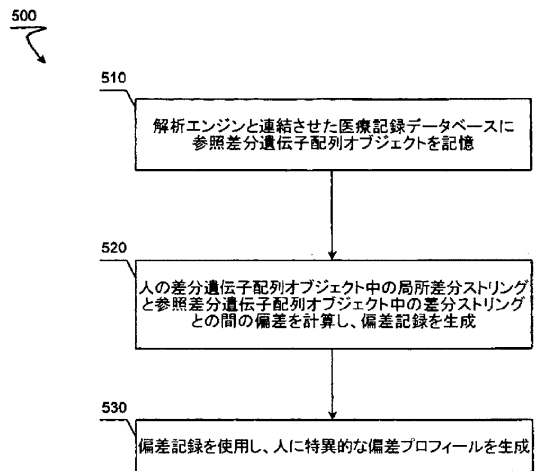 500
510
解析エンジンと連結させた医療記録データベースに
参照差分遺伝子配列オブジェクトを記憶
520
人の差分遺伝子配列オブジェクト中の局所差分ストリング
と参照差分遺伝子配列オブジェクト中の差分ストリング
との間の偏差を計算し、偏差記録を生成
530
偏差記録を使用し、人に特異的な偏差プロフィールを生成